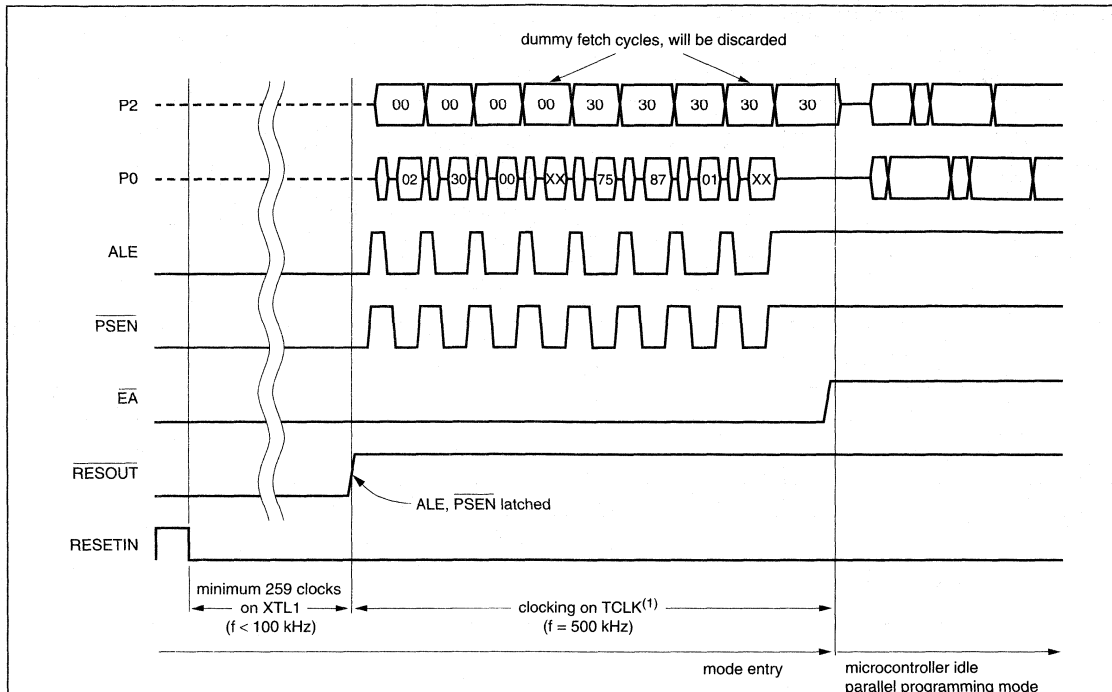 dummy fetch cycles, will be discarded
P2 00 00 00 00 30 30 30 30 30
P0 02 30 00 XX 75 87 01 XX
ALE
PSEN
EA
RESOUT
ALE, PSEN latched
RESETIN
minimum 259 clocks
on XTL1
(f < 100 kHz)
clocking on TCLK(1)
(f = 500 kHz)
mode entry
microcontroller idle
parallel programming mode